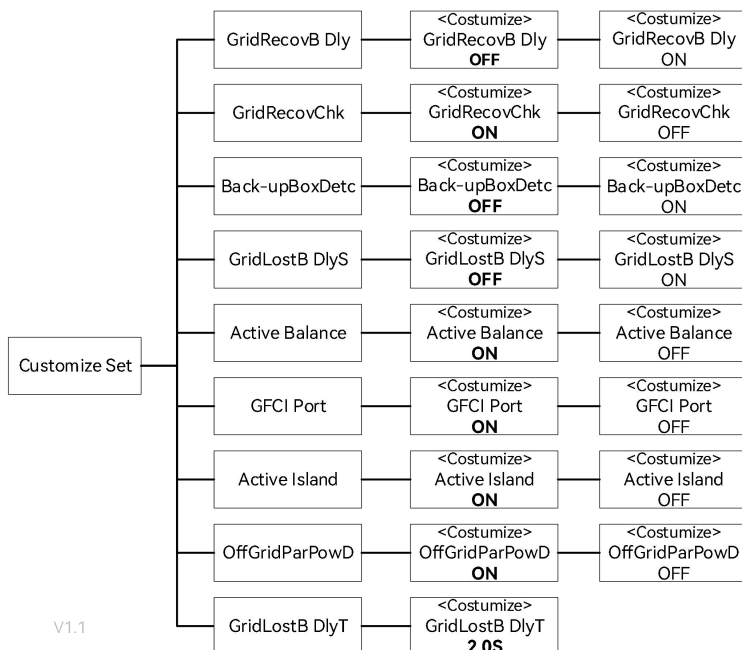 GridRecovB Dly
<Costumize>
GridRecovB Dly
OFF
<Costumize>
GridRecovB Dly
ON
GridRecovChk
<Costumize>
GridRecovChk
ON
<Costumize>
GridRecovChk
OFF
Back-upBoxDetc
<Costumize>
Back-upBoxDetc
OFF
<Costumize>
Back-upBoxDetc
ON
GridLostB DlyS
<Costumize>
GridLostB DlyS
OFF
<Costumize>
GridLostB DlyS
ON
Active Balance
<Costumize>
Active Balance
ON
<Costumize>
Active Balance
OFF
Customize Set
GFCI Port
<Costumize>
GFCI Port
ON
<Costumize>
GFCI Port
OFF
Active Island
<Costumize>
Active Island
ON
<Costumize>
Active Island
OFF
OffGridParPowD
<Costumize>
OffGridParPowD
ON
<Costumize>
OffGridParPowD
OFF
GridLostB DlyT
<Costumize>
GridLostB DlyT
2.0S
V1.1